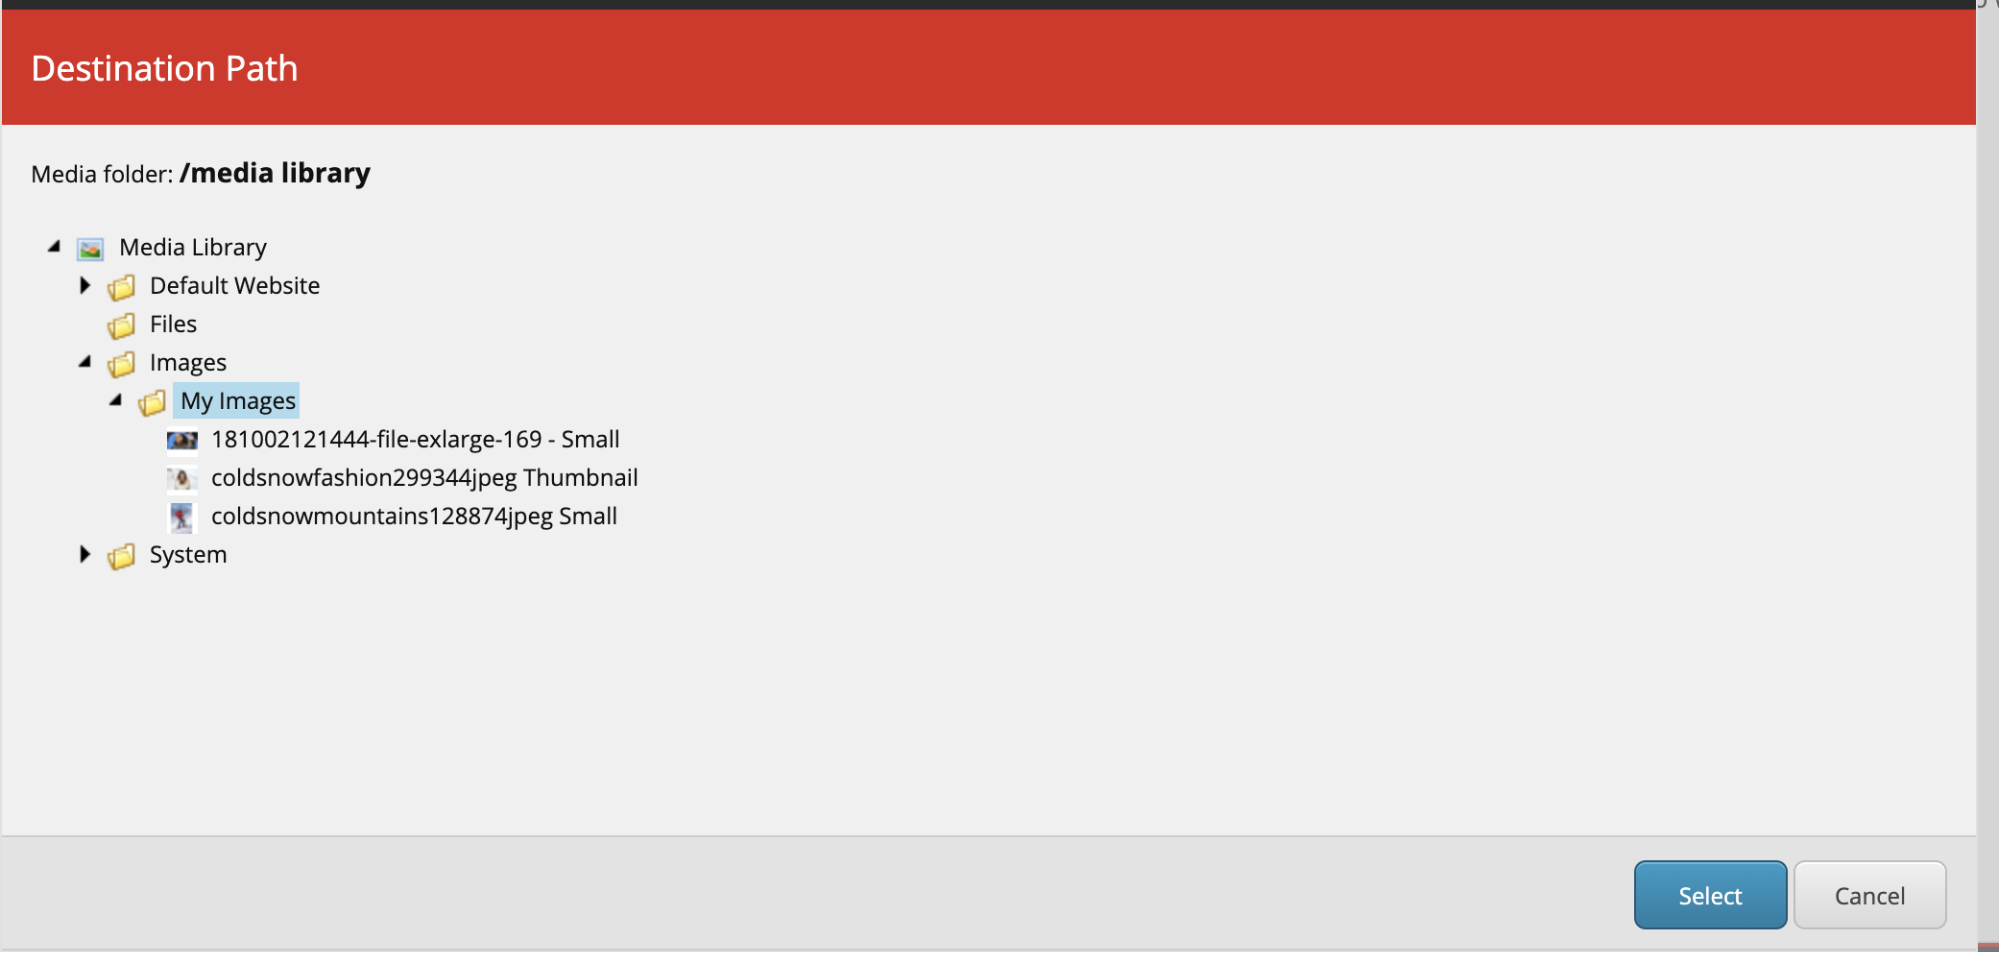 Destination Path
Media folder: /media library
Media Library
Default Website
Files
Images
My Images
181002121444-file-exlarge-169 - Small
coldsnowfashion299344jpeg Thumbnail
coldsnowmountains128874jpeg Small
System
Select Cancel